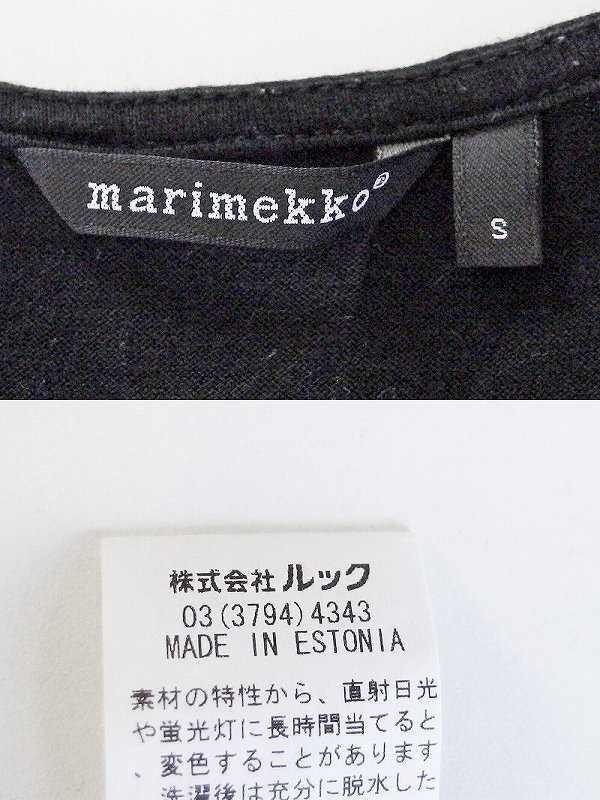 marimekko®
S
株式会社 ルック
03(3794)4343
MADE IN ESTONIA
素材の特性から、直射日光
や蛍光灯に長時間当てると
、変色することがあります
洗濯後は充分に脱水した